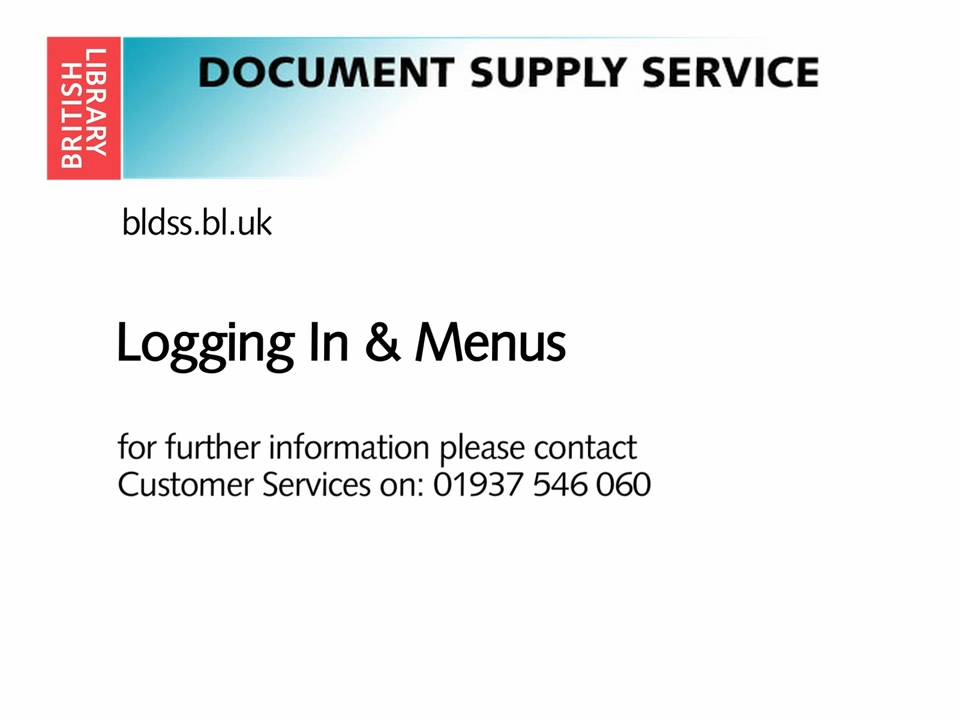 BRITISH
LIBRARY
DOCUMENT SUPPLY SERVICE
bldss.bl.uk
Logging In & Menus
for further information please contact
Customer Services on: 01937 546 060